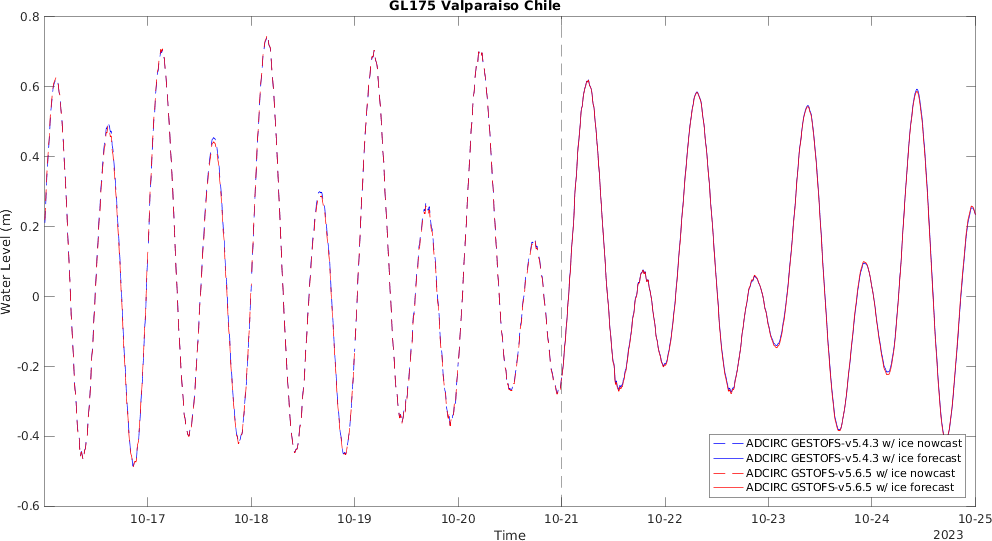 GL175 Valparaiso Chile
0.8
0.6
0.4
0.2
0
-0.2
-0.4
-0.6
Water Level (m)
ADCIRC GESTOFS-v5.4.3 w/ ice nowcast
ADCIRC GESTOFS-v5.4.3 w/ ice forecast
ADCIRC GSTOFS-v5.6.5 w/ ice nowcast
ADCIRC GSTOFS-v5.6.5 w/ ice forecast
10-17 10-18 10-19 10-20 10-21 10-22 10-23 10-24 10-25
Time
2023